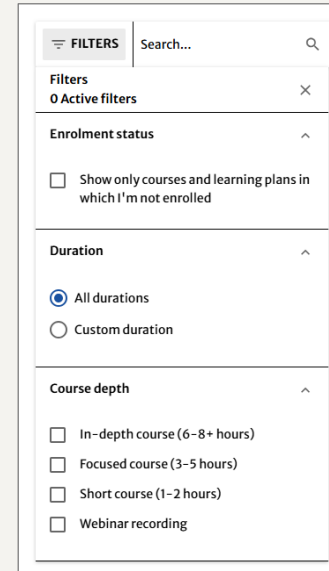 FILTERS
Search...
Filters
0 Active filters
Enrolment status
Show only courses and learning plans in
which I'm not enrolled
Duration
All durations
Custom duration
Course depth
In-depth course (6-8+ hours)
Focused course (3-5 hours)
Short course (1-2 hours)
Webinar recording